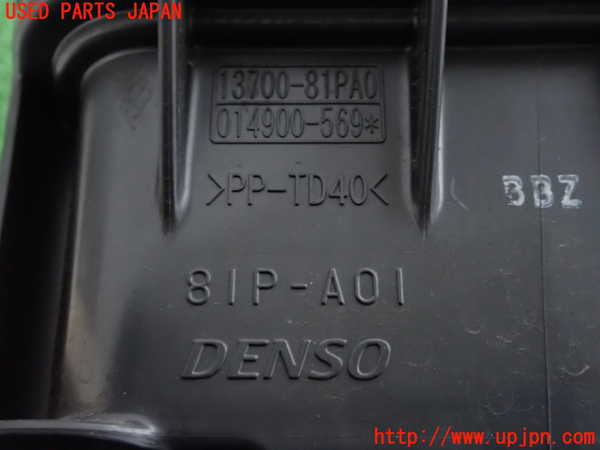 USED PARTS JAPAN
13700-81PA0
014900-569*
>PP-TD40<
BBZ
81P-A01
DENSO
http://www.upjpn.com/